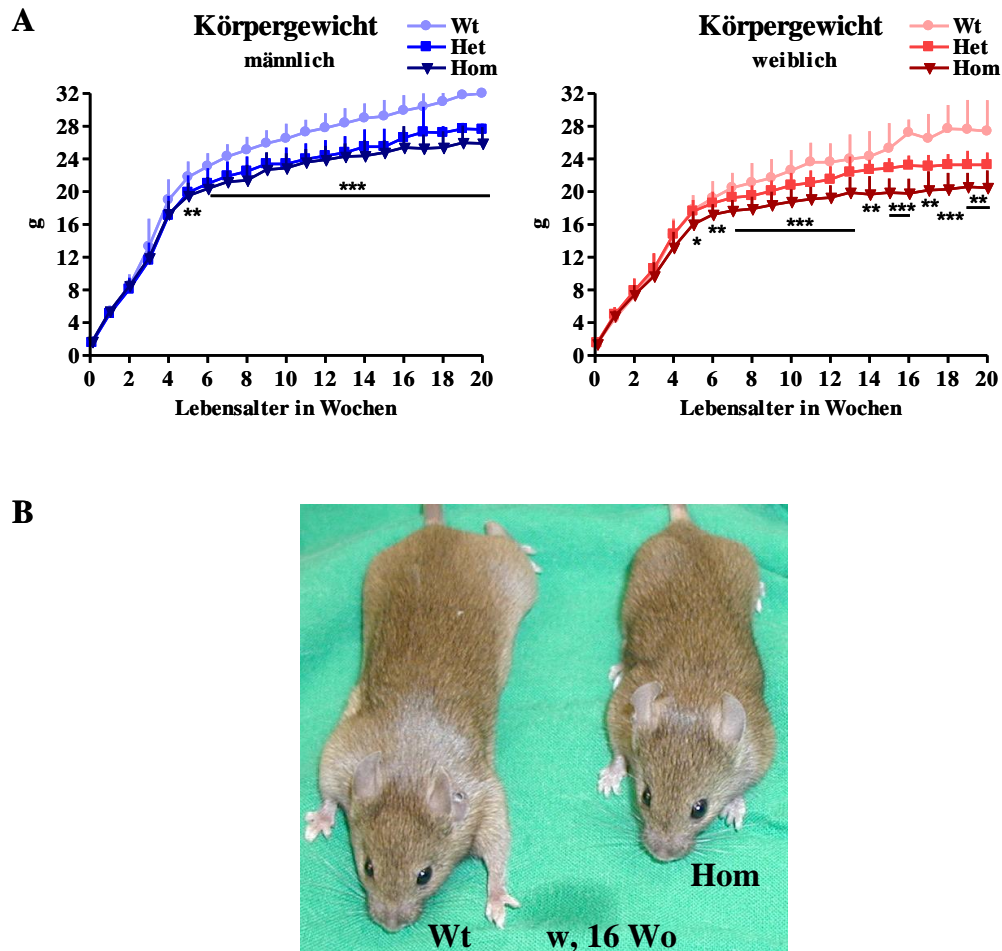 A
Körpergewicht
männlich
Wt
Het
Hom
g
32
28
24
20
16
12
8
4
0
***
**
0 2 4 6 8 10 12 14 16 18 20
Lebensalter in Wochen
Körpergewicht
weiblich
Wt
Het
Hom
g
32
28
24
20
16
12
8
4
0
* ** *** ** *** ** *** **
0 2 4 6 8 10 12 14 16 18 20
Lebensalter in Wochen
B
Hom
Wt w, 16 Wo